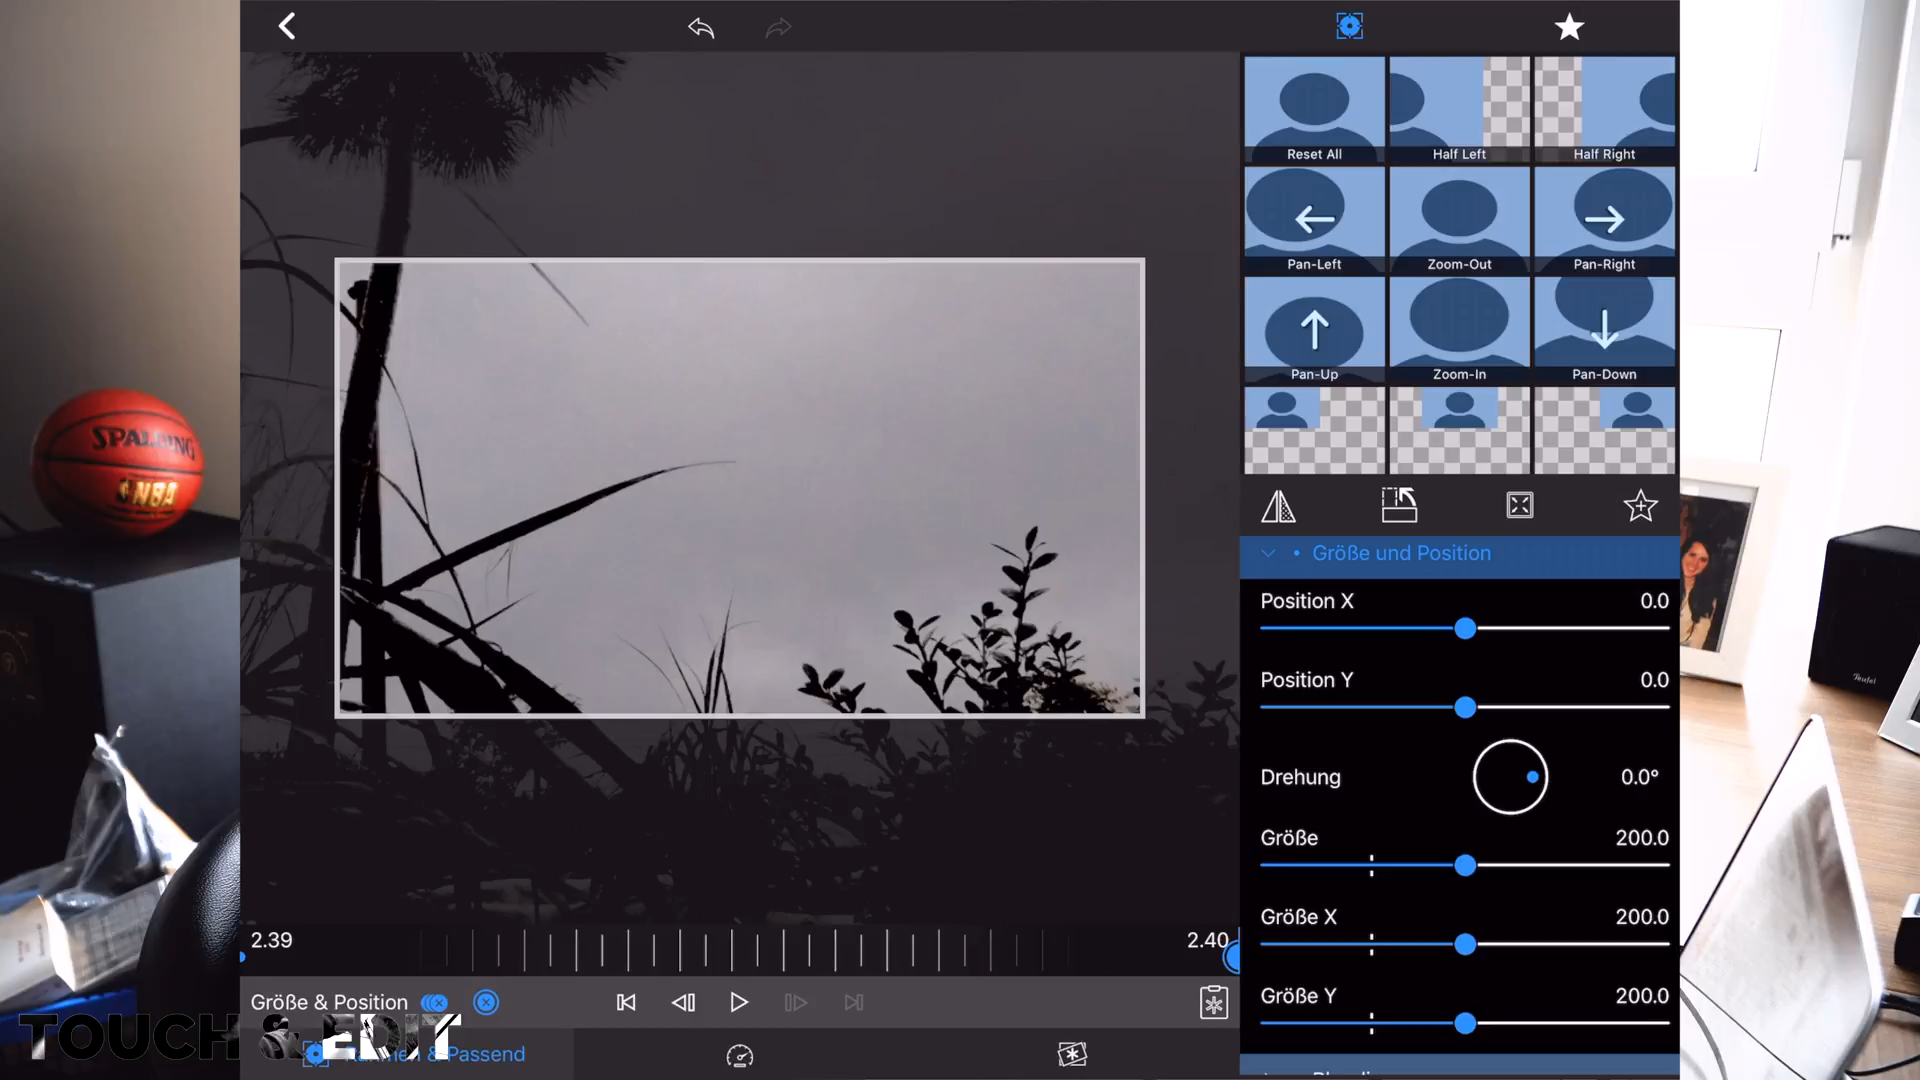 Reset All
Half Left
Half Right
Pan-Left
Zoom-Out
Pan-Right
Pan-Up
Zoom-In
Pan-Down
SPALDING
NBA
Größe und Position
Position X 0.0
Position Y 0.0
Drehung 0.0°
Größe 200.0
Größe X 200.0
Größe Y 200.0
Teufel
2.39
2.40
Größe & Position
TOUCH & EDIT
& Passend